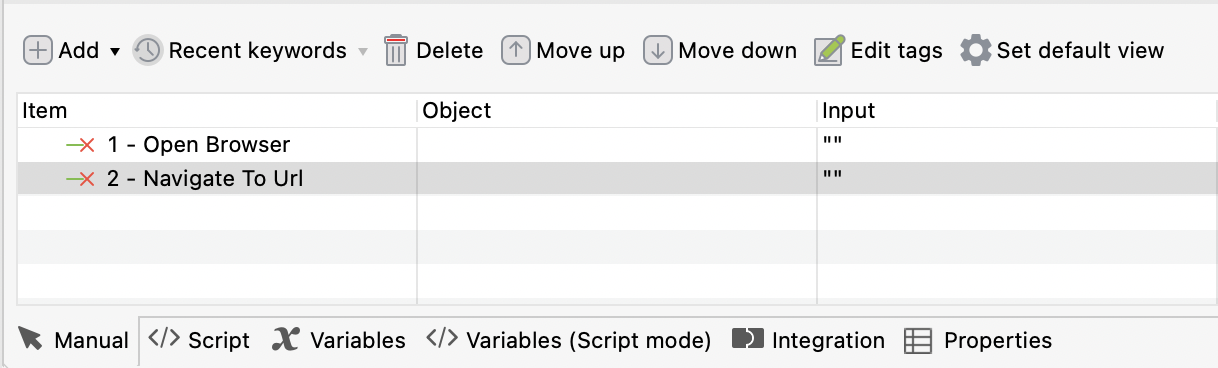 Add Recent keywords Delete Move up Move down Edit tags Set default view
Item Object Input
1 - Open Browser ""
2 - Navigate To Url ""
Manual </> Script x Variables </> Variables (Script mode) Integration Properties